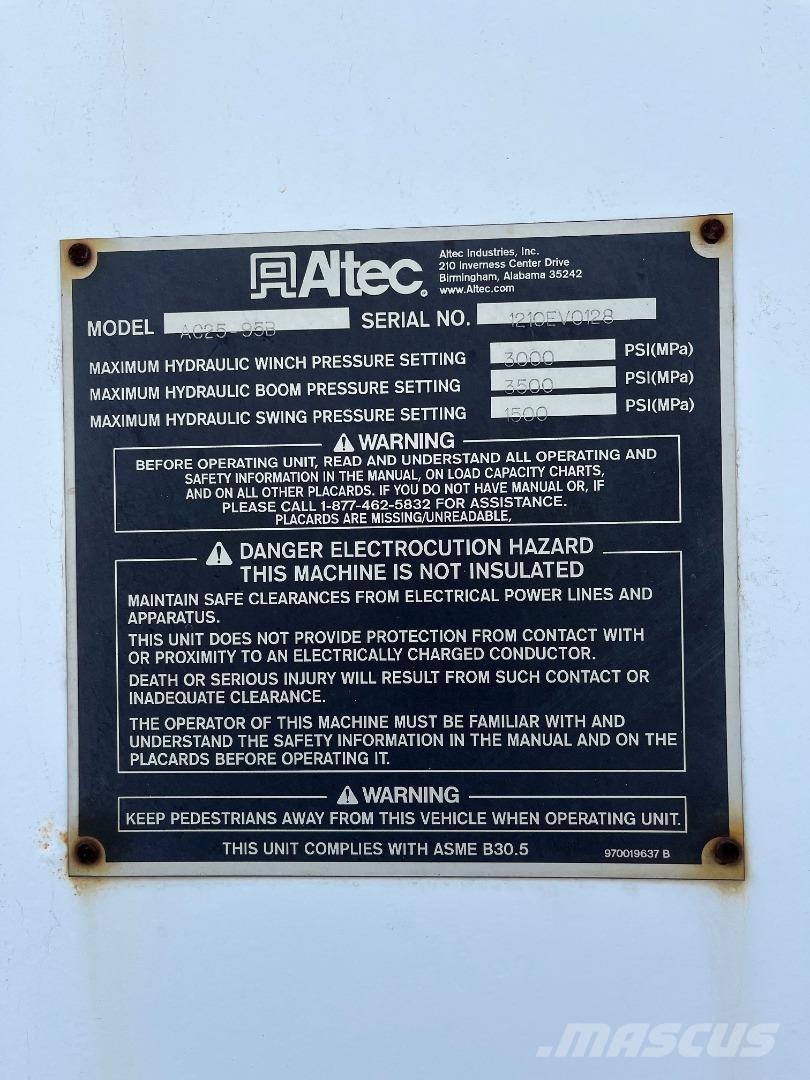 Altec
Altec Industries, Inc.
210 Inverness Center Drive
Birmingham, Alabama 35242
www.Altec.com
MODEL AC25-95B SERIAL NO. 1210EV0128
MAXIMUM HYDRAULIC WINCH PRESSURE SETTING 3000 PSI(MPa)
MAXIMUM HYDRAULIC BOOM PRESSURE SETTING 3500 PSI(MPa)
MAXIMUM HYDRAULIC SWING PRESSURE SETTING 1500 PSI(MPa)
WARNING
BEFORE OPERATING UNIT, READ AND UNDERSTAND ALL OPERATING AND
SAFETY INFORMATION IN THE MANUAL, ON LOAD CAPACITY CHARTS,
AND ON ALL OTHER PLACARDS. IF YOU DO NOT HAVE MANUAL OR, IF
PLEASE CALL 1-877-462-5832 FOR ASSISTANCE.
PLACARDS ARE MISSING/UNREADABLE,
DANGER ELECTROCUTION HAZARD
THIS MACHINE IS NOT INSULATED
MAINTAIN SAFE CLEARANCES FROM ELECTRICAL POWER LINES AND
APPARATUS.
THIS UNIT DOES NOT PROVIDE PROTECTION FROM CONTACT WITH
OR PROXIMITY TO AN ELECTRICALLY CHARGED CONDUCTOR.
DEATH OR SERIOUS INJURY WILL RESULT FROM SUCH CONTACT OR
INADEQUATE CLEARANCE.
THE OPERATOR OF THIS MACHINE MUST BE FAMILIAR WITH AND
UNDERSTAND THE SAFETY INFORMATION IN THE MANUAL AND ON THE
PLACARDS BEFORE OPERATING IT.
WARNING
KEEP PEDESTRIANS AWAY FROM THIS VEHICLE WHEN OPERATING UNIT.
THIS UNIT COMPLIES WITH ASME B30.5
970019637 B
MASCUS